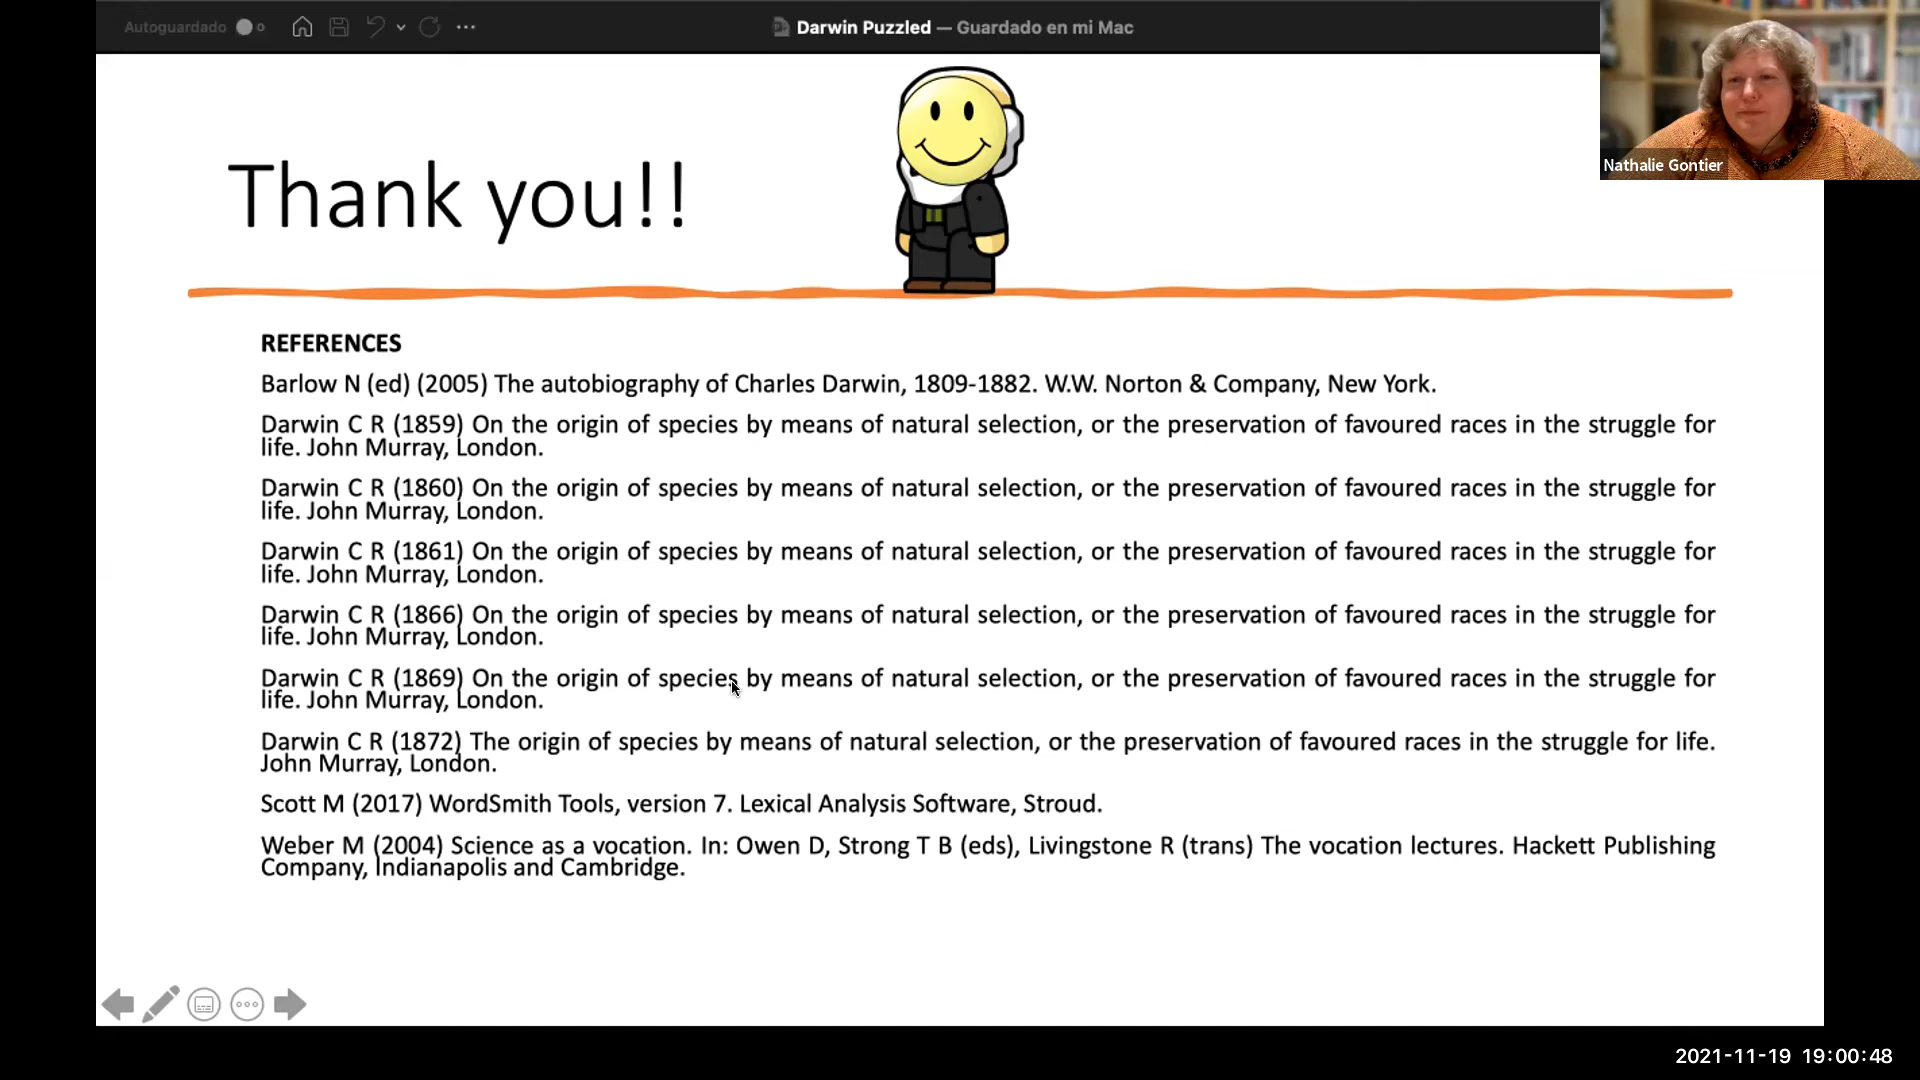 Autoguardado
Darwin Puzzled — Guardado en mi Mac
Nathalie Gontier
Thank you!!
REFERENCES
Barlow N (ed) (2005) The autobiography of Charles Darwin, 1809-1882. W.W. Norton & Company, New York.
Darwin C R (1859) On the origin of species by means of natural selection, or the preservation of favoured races in the struggle for
life. John Murray, London.
Darwin C R (1860) On the origin of species by means of natural selection, or the preservation of favoured races in the struggle for
life. John Murray, London.
Darwin C R (1861) On the origin of species by means of natural selection, or the preservation of favoured races in the struggle for
life. John Murray, London.
Darwin C R (1866) On the origin of species by means of natural selection, or the preservation of favoured races in the struggle for
life. John Murray, London.
Darwin C R (1869) On the origin of species by means of natural selection, or the preservation of favoured races in the struggle for
life. John Murray, London.
Darwin C R (1872) The origin of species by means of natural selection, or the preservation of favoured races in the struggle for life.
John Murray, London.
Scott M (2017) WordSmith Tools, version 7. Lexical Analysis Software, Stroud.
Weber M (2004) Science as a vocation. In: Owen D, Strong T B (eds), Livingstone R (trans) The vocation lectures. Hackett Publishing
Company, Indianapolis and Cambridge.
2021-11-19 19:00:48